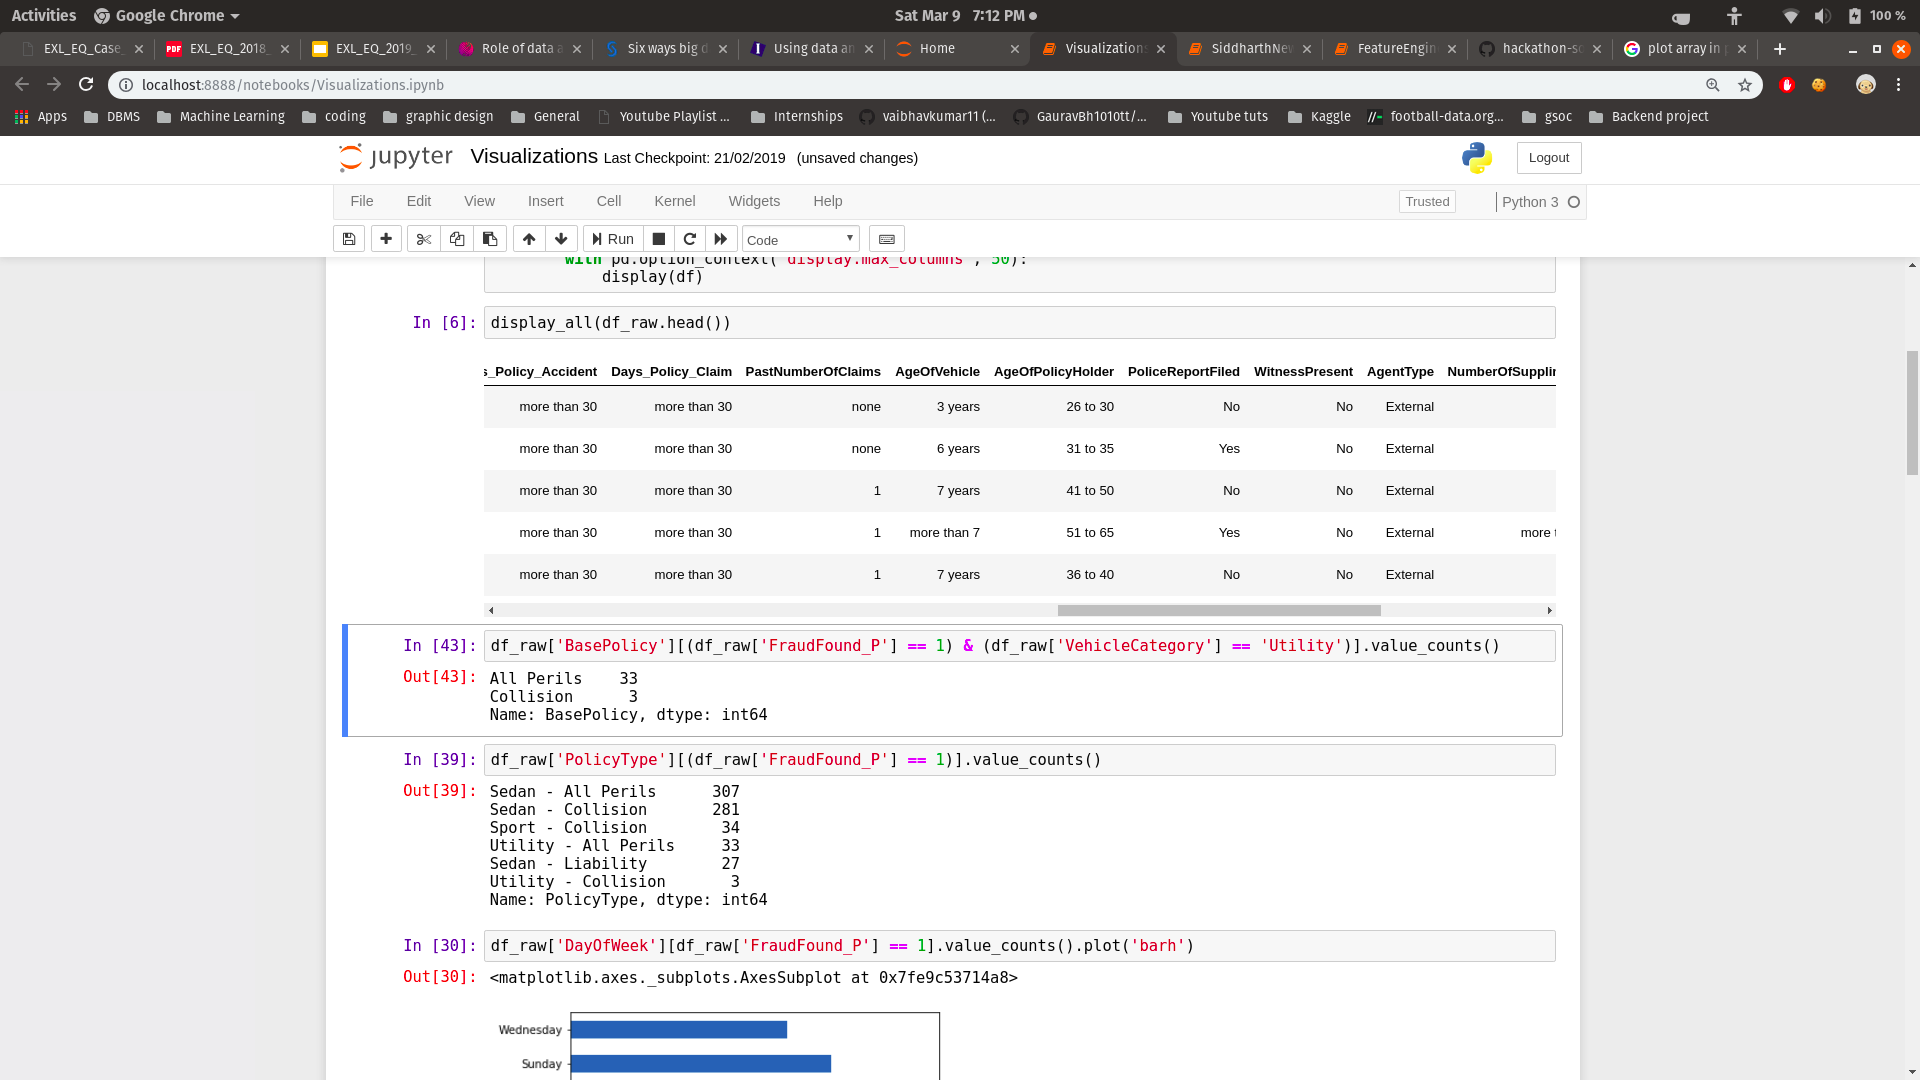 Activities Google Chrome Sat Mar 9 7:12 PM 100 %
EXL_EQ_Case_ EXL_EQ_2018_ EXL_EQ_2019_ Role of data a Six ways big d Using data an Home Visualizations SiddharthNew FeatureEngin hackathon-so plot array in p
localhost:8888/notebooks/Visualizations.ipynb
Apps DBMS Machine Learning coding graphic design General Youtube Playlist ... Internships vaibhavkumar11 (... GauravBh1010tt/... Youtube tuts Kaggle football-data.org... gsoc Backend project
jupyter Visualizations Last Checkpoint: 21/02/2019 (unsaved changes) Logout
File Edit View Insert Cell Kernel Widgets Help Trusted Python 3
Run Code
with pd.option_context("display.max_columns", 50):
display(df)
In [6]: display_all(df_raw.head())
s_Policy_Accident Days_Policy_Claim PastNumberOfClaims AgeOfVehicle AgeOfPolicyHolder PoliceReportFiled WitnessPresent AgentType NumberOfSupplin
more than 30 more than 30 none 3 years 26 to 30 No No External
more than 30 more than 30 none 6 years 31 to 35 Yes No External
more than 30 more than 30 1 7 years 41 to 50 No No External
more than 30 more than 30 1 more than 7 51 to 65 Yes No External more t
more than 30 more than 30 1 7 years 36 to 40 No No External
In [43]: df_raw['BasePolicy'][(df_raw['FraudFound_P'] == 1) & (df_raw['VehicleCategory'] == 'Utility')].value_counts()
Out[43]: All Perils 33
Collision 3
Name: BasePolicy, dtype: int64
In [39]: df_raw['PolicyType'][(df_raw['FraudFound_P'] == 1)].value_counts()
Out[39]: Sedan - All Perils 307
Sedan - Collision 281
Sport - Collision 34
Utility - All Perils 33
Sedan - Liability 27
Utility - Collision 3
Name: PolicyType, dtype: int64
In [30]: df_raw['DayOfWeek'][df_raw['FraudFound_P'] == 1].value_counts().plot('barh')
Out[30]: <matplotlib.axes._subplots.AxesSubplot at 0x7fe9c53714a8>
Wednesday
Sunday